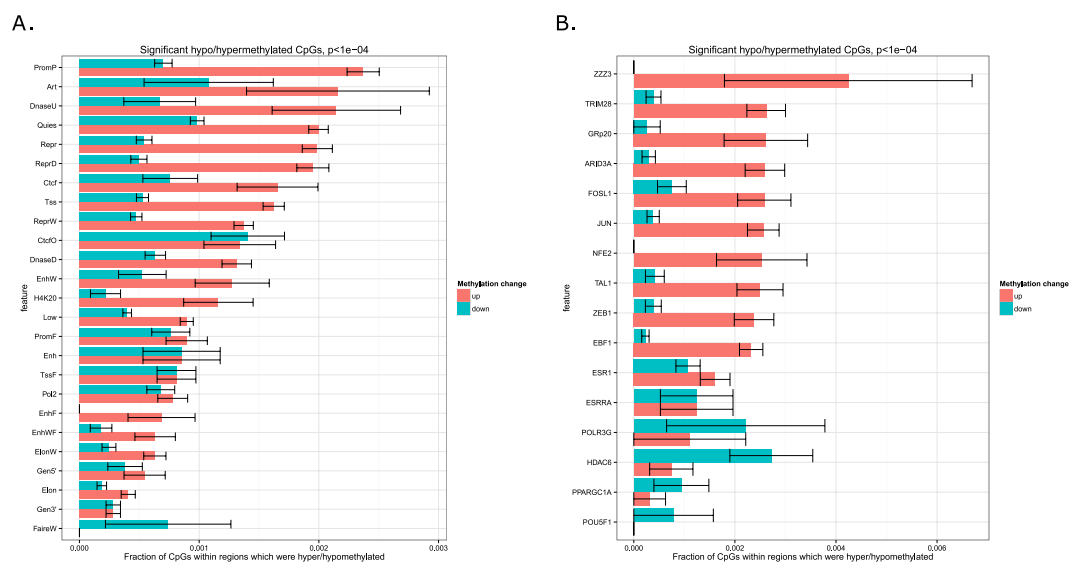 A.
Significant hypo/hypermethylated CpGs, p<1e−04
feature
PromP
Art
DnaseU
Quies
Repr
ReprD
Ctcf
Tss
ReprW
CtcfO
DnaseD
EnhW
H4K20
Low
PromF
Enh
TssF
Pol2
EnhF
EnhWF
ElonW
Gen5'
Elon
Gen3'
FaireW
0.000 0.001 0.002 0.003
Fraction of CpGs within region were hyper/hypomethylated
Methylation change
up
down
B.
Significant hypo/hypermethylated CpGs, p<1e−04
feature
ZZZ3
TRIM28
GRp20
ARID3A
FOSL1
JUN
NFE2
TAL1
ZEB1
EBF1
ESR1
ESRRA
POLR3G
HDAC6
PPARGC1A
POU5F1
0.000 0.002 0.004 0.006
Fraction of CpGs within regions which were hyper/hypomethylated
Methylation change
up
down